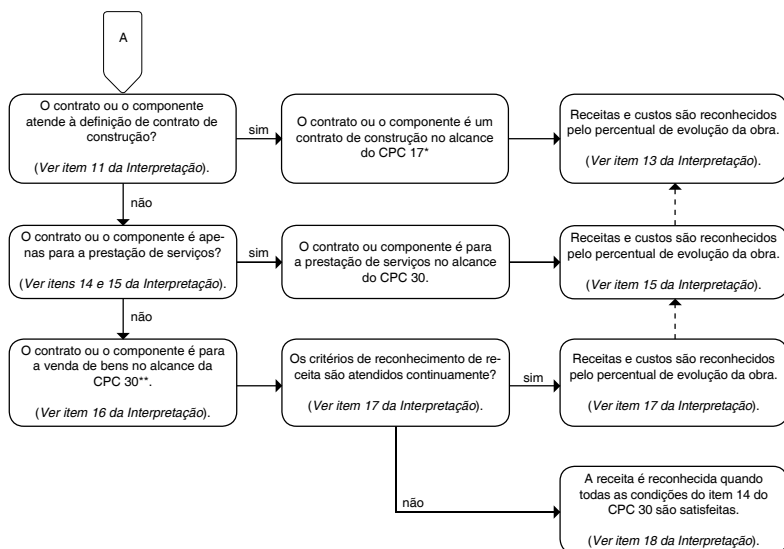 A
O contrato ou o componente
atende à definição de contrato de
construção?
(Ver item 11 da Interpretação).
sim
O contrato ou o componente é um
contrato de construção no alcance
do CPC 17*
Receitas e custos são reconhecidos
pelo percentual de evolução da obra.
(Ver item 13 da Interpretação).
não
O contrato ou o componente é ape-
nas para a prestação de serviços?
(Ver itens 14 e 15 da Interpretação).
sim
O contrato ou componente é para
a prestação de serviços no alcance
do CPC 30.
Receitas e custos são reconhecidos
pelo percentual de evolução da obra.
(Ver item 15 da Interpretação).
não
O contrato ou o componente é para
a venda de bens no alcance da
CPC 30**.
(Ver item 16 da Interpretação).
Os critérios de reconhecimento de re-
ceita são atendidos continuamente?
(Ver item 17 da Interpretação).
sim
Receitas e custos são reconhecidos
pelo percentual de evolução da obra.
(Ver item 17 da Interpretação).
não
A receita é reconhecida quando
todas as condições do item 14 do
CPC 30 são satisfeitas.
(Ver item 18 da Interpretação).